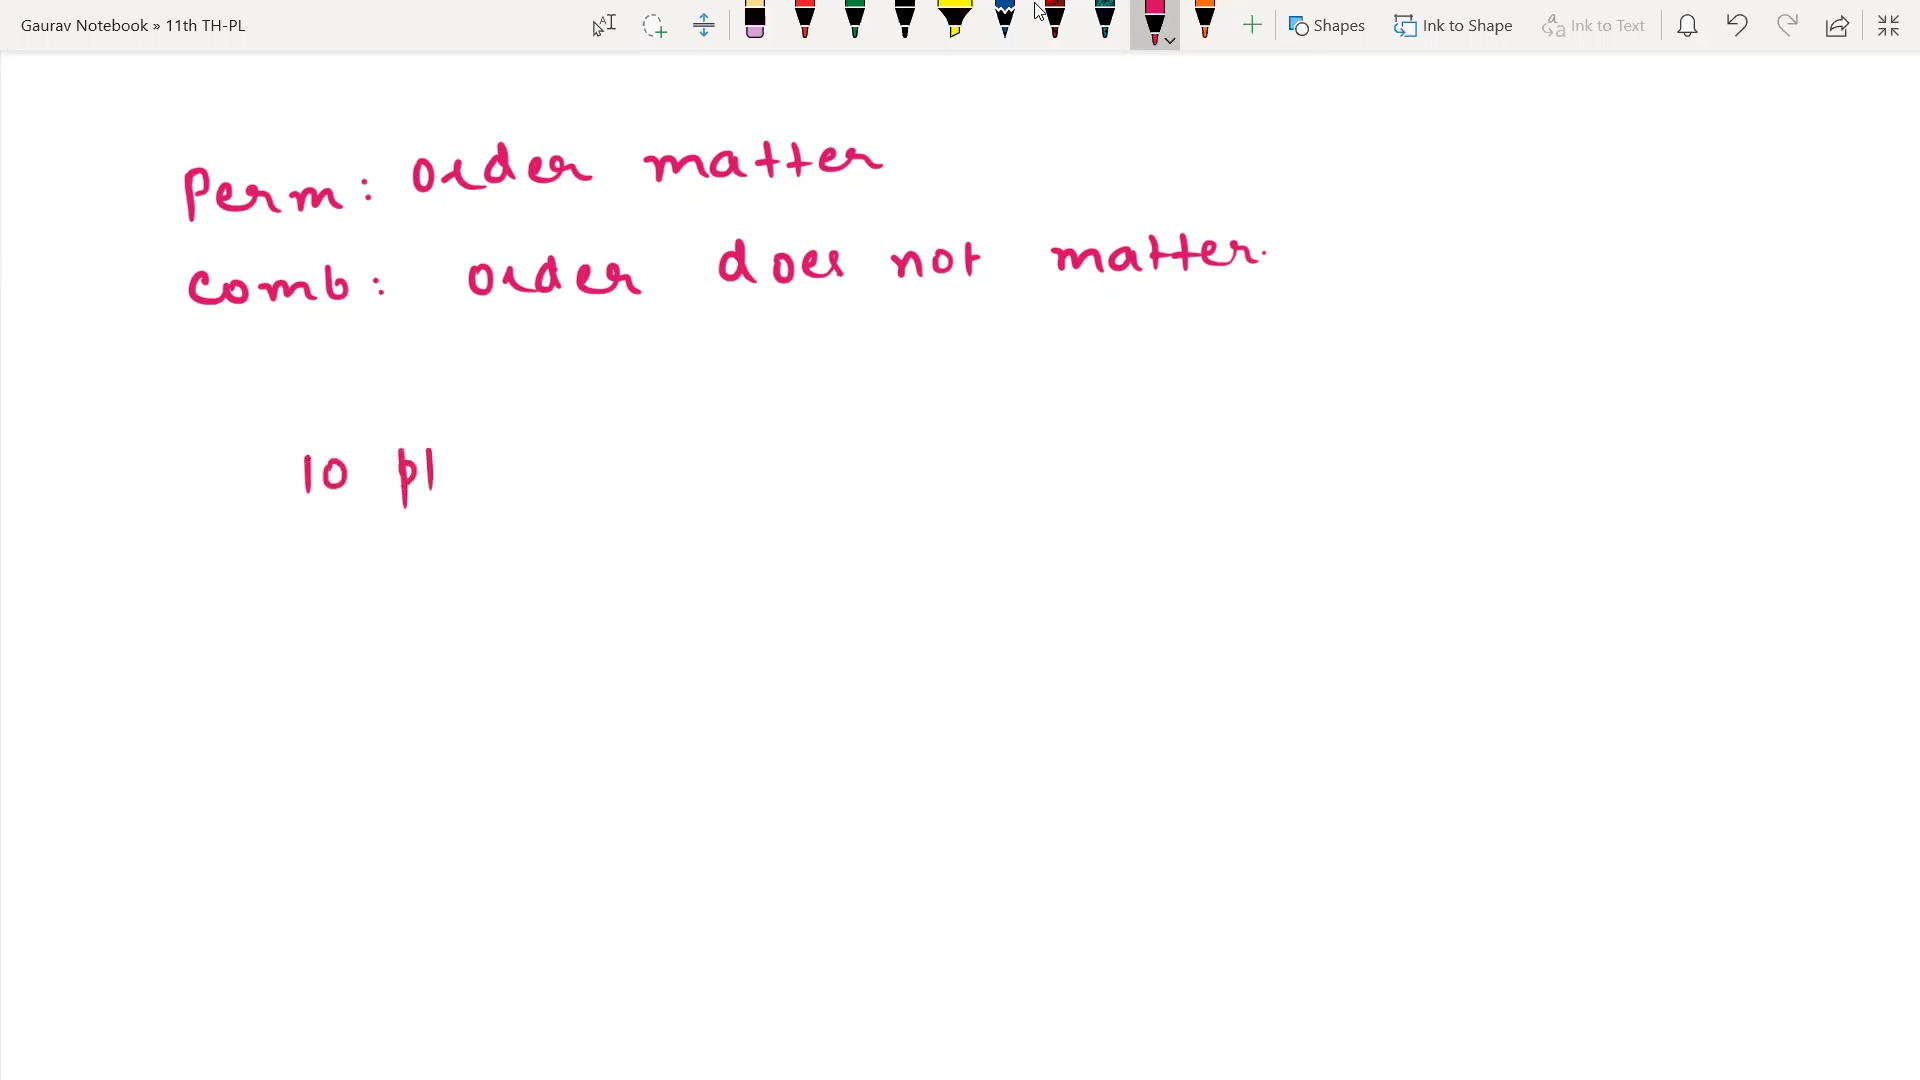 Gaurav Notebook » 11th TH-PL
Shapes
Ink to Shape
Ink to Text
Perm: order matter
Comb: order does not matter.
10 pl